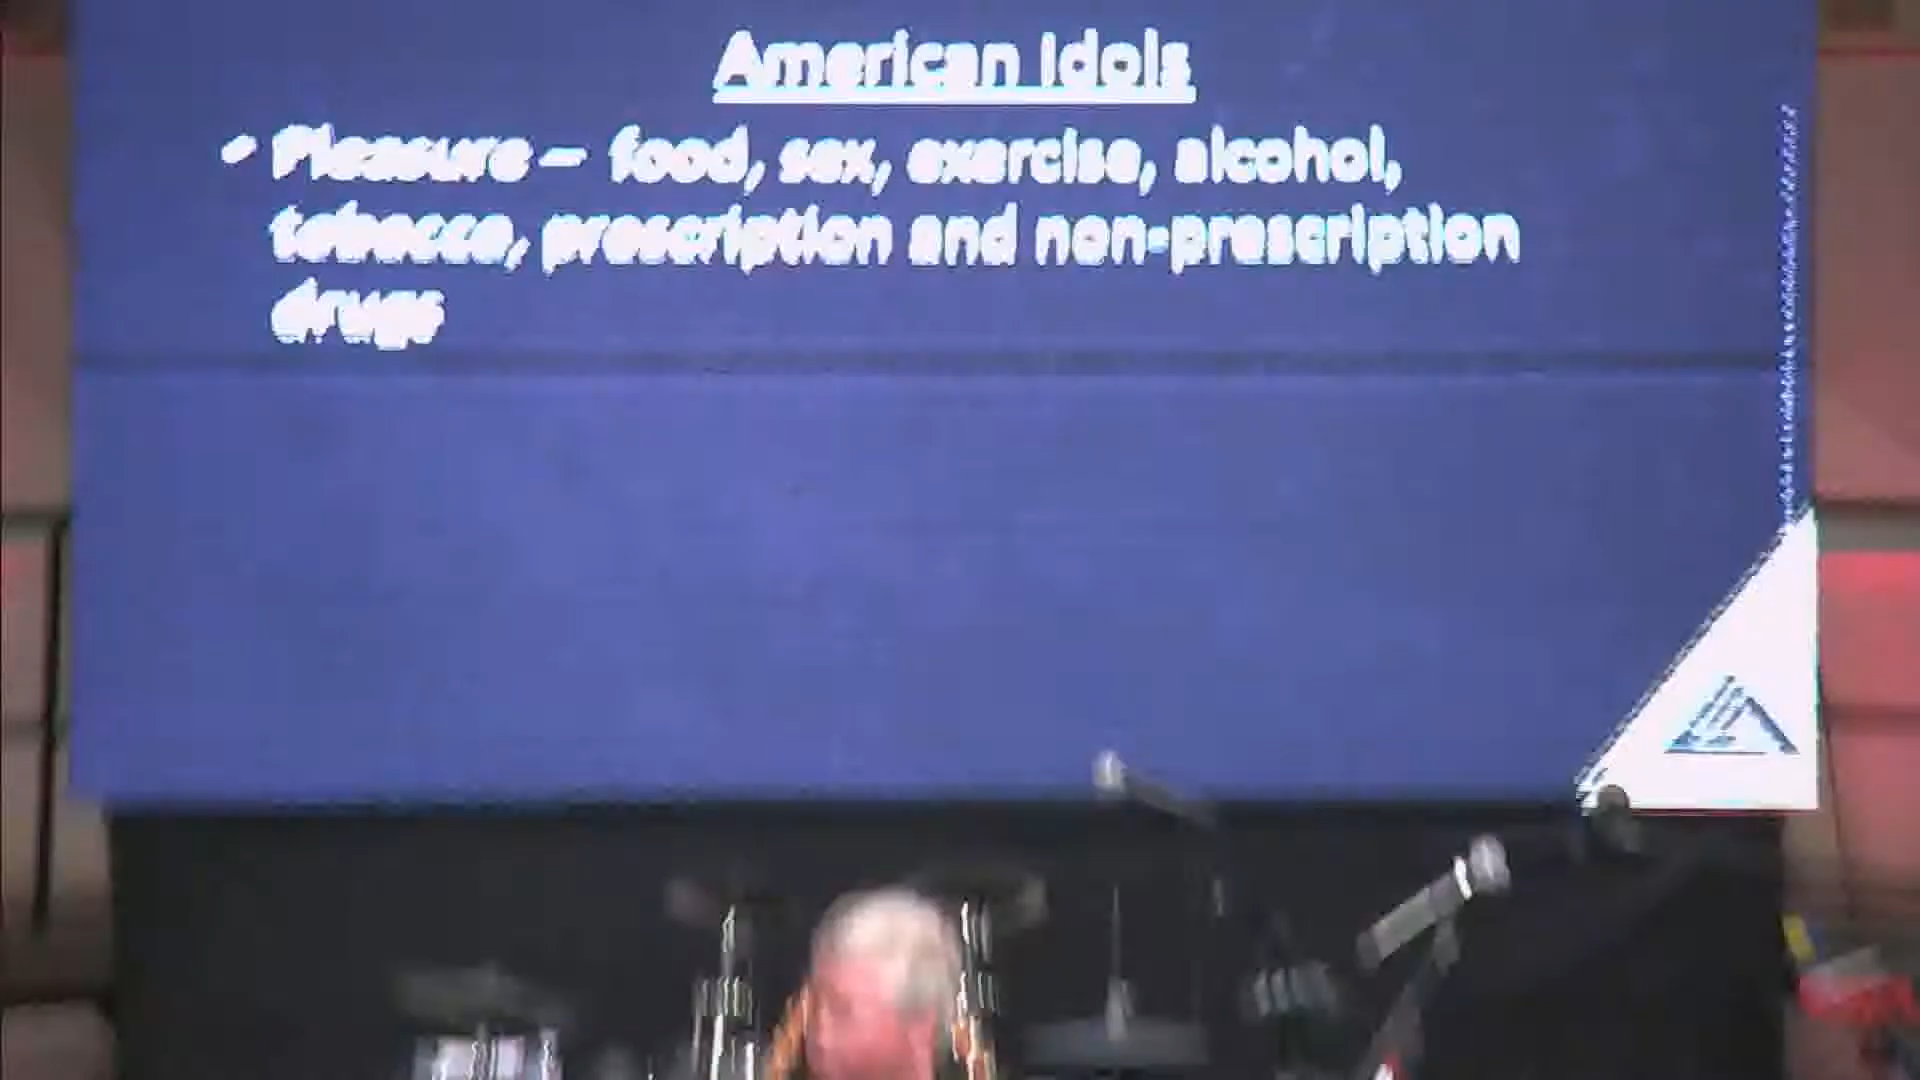 American Idols
• Pleasure – food, sex, exercise, alcohol,
tobacco, prescription and non-prescription
drugs